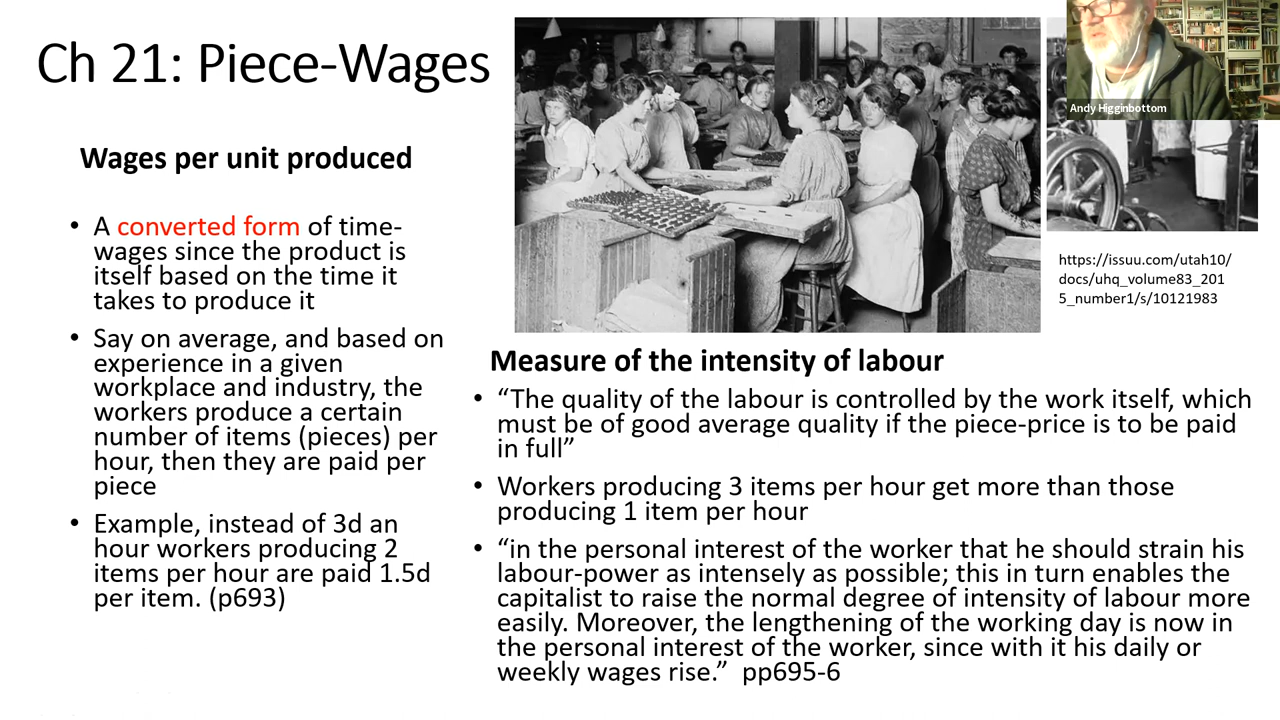 Ch 21: Piece-Wages
Andy Higginbottom
Wages per unit produced
• A converted form of time-
wages since the product is
itself based on the time it
takes to produce it
• Say on average, and based on
experience in a given
workplace and industry, the
workers produce a certain
number of items (pieces) per
hour, then they are paid per
piece
• Example, instead of 3d an
hour workers producing 2
items per hour are paid 1.5d
per item. (p693)
https://issuu.com/utah10/
docs/uhq_volume83_201
5_number1/s/10121983
Measure of the intensity of labour
• “The quality of the labour is controlled by the work itself, which
must be of good average quality if the piece-price is to be paid
in full”
• Workers producing 3 items per hour get more than those
producing 1 item per hour
• “in the personal interest of the worker that he should strain his
labour-power as intensely as possible; this in turn enables the
capitalist to raise the normal degree of intensity of labour more
easily. Moreover, the lengthening of the working day is now in
the personal interest of the worker, since with it his daily or
weekly wages rise.” pp695-6